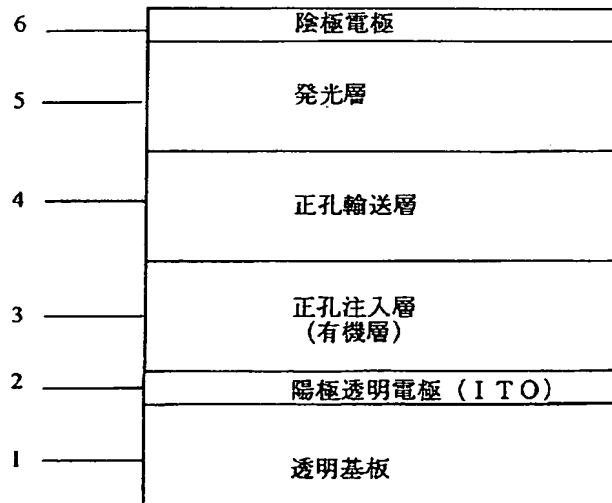 6 陰極電極
5 発光層
4 正孔輸送層
3 正孔注入層
(有機層)
2 陽極透明電極(ITO)
1 透明基板